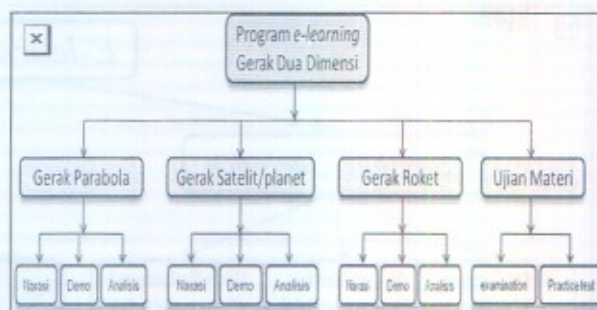 Program e-learning
Gerak Dua Dimensi
Gerak Parabola
Gerak Satelit/planet
Gerak Roket
Ujian Materi
Narasi
Demo
Analisis
Narasi
Demo
Analisis
Narasi
Demo
Analisis
examination
Practice test